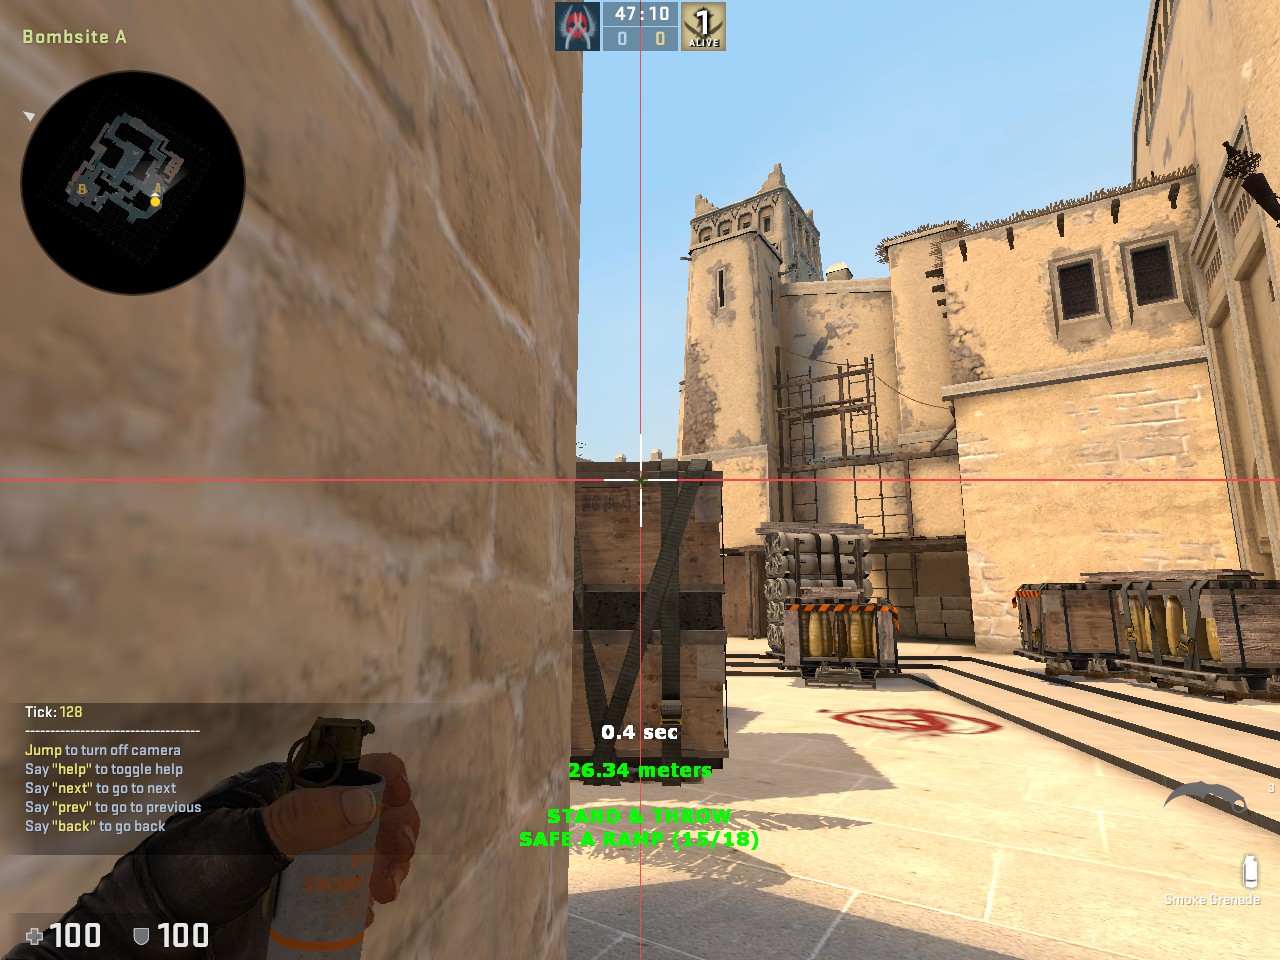 Bombsite A
47:10
0 0
1
ALIVE
B
A
Tick: 128
Jump to turn off camera
Say "help" to toggle help
Say "next" to go to next
Say "prev" to go to previous
Say "back" to go back
0.4 sec
26.34 meters
STAND & THROW
SAFE A RAMP (15/18)
3
Smoke Grenade
SMOKE
100 100